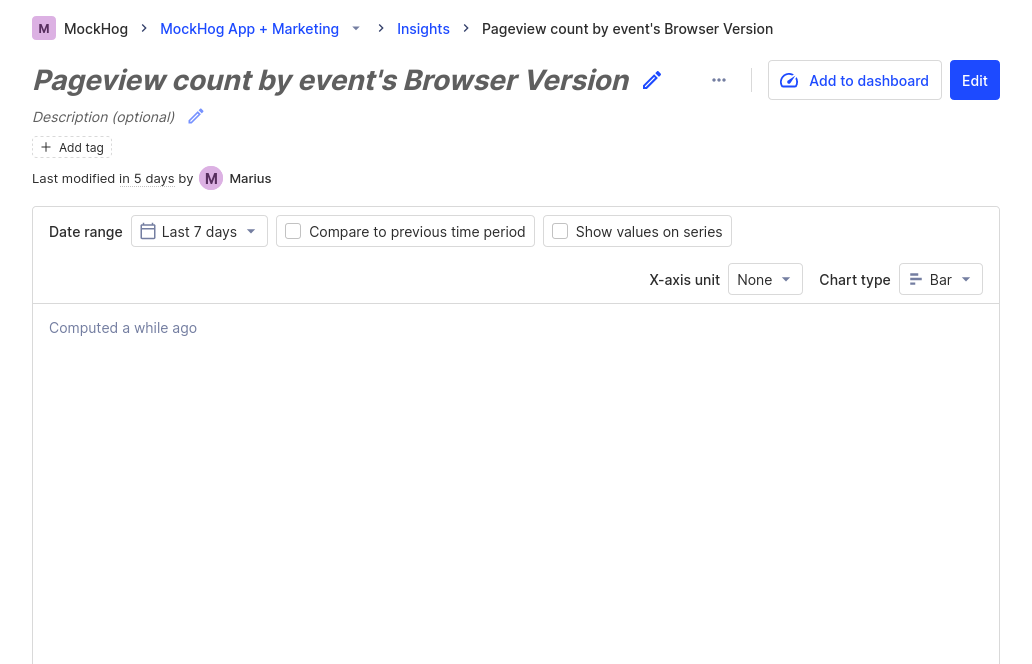 M MockHog MockHog App + Marketing Insights Pageview count by event's Browser Version
Pageview count by event's Browser Version
Add to dashboard
Edit
Description (optional)
Add tag
Last modified in 5 days by M Marius
Date range Last 7 days Compare to previous time period Show values on series
X-axis unit None Chart type Bar
Computed a while ago